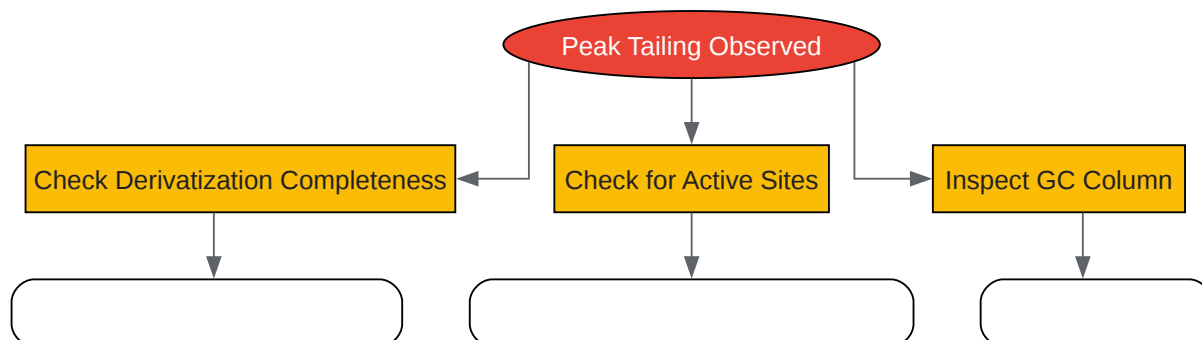 Peak Tailing Observed
Check Derivatization Completeness
Check for Active Sites
Inspect GC Column